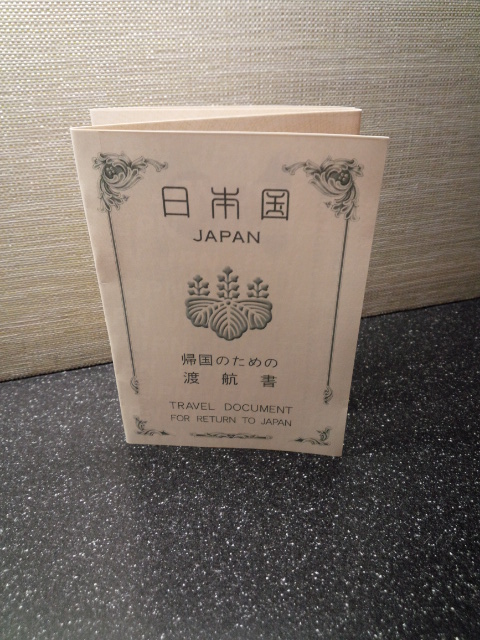 日本国
JAPAN
帰国のための
渡航書
TRAVEL DOCUMENT
FOR RETURN TO JAPAN